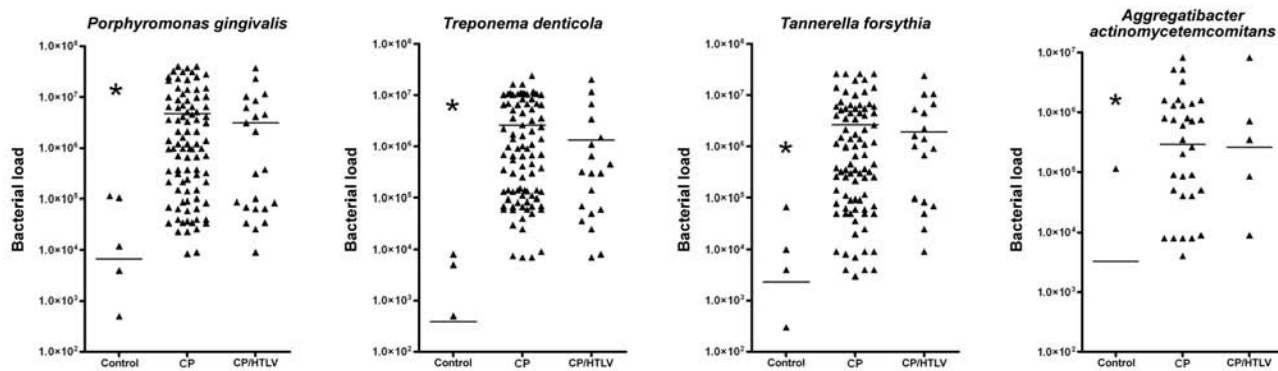 Porphyromonas gingivalis
Bacterial load
1.0×10⁸
1.0×10⁷
1.0×10⁶
1.0×10⁵
1.0×10⁴
1.0×10³
1.0×10²
*
Control
CP
CP/HTLV
Treponema denticola
Bacterial load
1.0×10⁸
1.0×10⁷
1.0×10⁶
1.0×10⁵
1.0×10⁴
1.0×10³
1.0×10²
*
Control
CP
CP/HTLV
Tannerella forsythia
Bacterial load
1.0×10⁸
1.0×10⁷
1.0×10⁶
1.0×10⁵
1.0×10⁴
1.0×10³
1.0×10²
*
Control
CP
CP/HTLV
Aggregatibacter
actinomycetemcomitans
Bacterial load
1.0×10⁷
1.0×10⁶
1.0×10⁵
1.0×10⁴
1.0×10³
1.0×10²
*
Control
CP
CP/HTLV